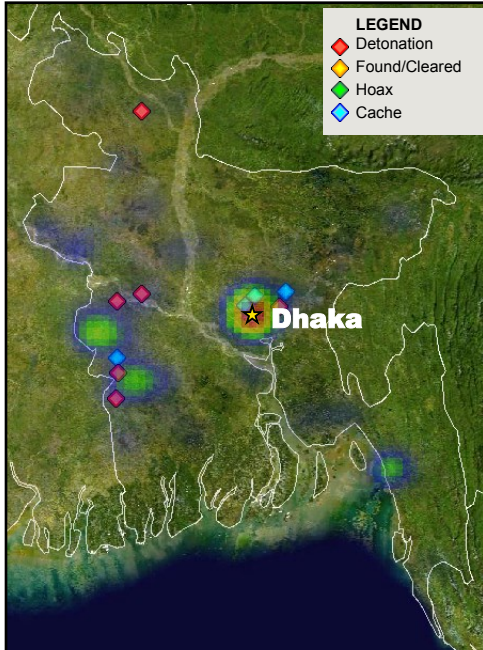 LEGEND
Detonation
Found/Cleared
Hoax
Cache
Dhaka